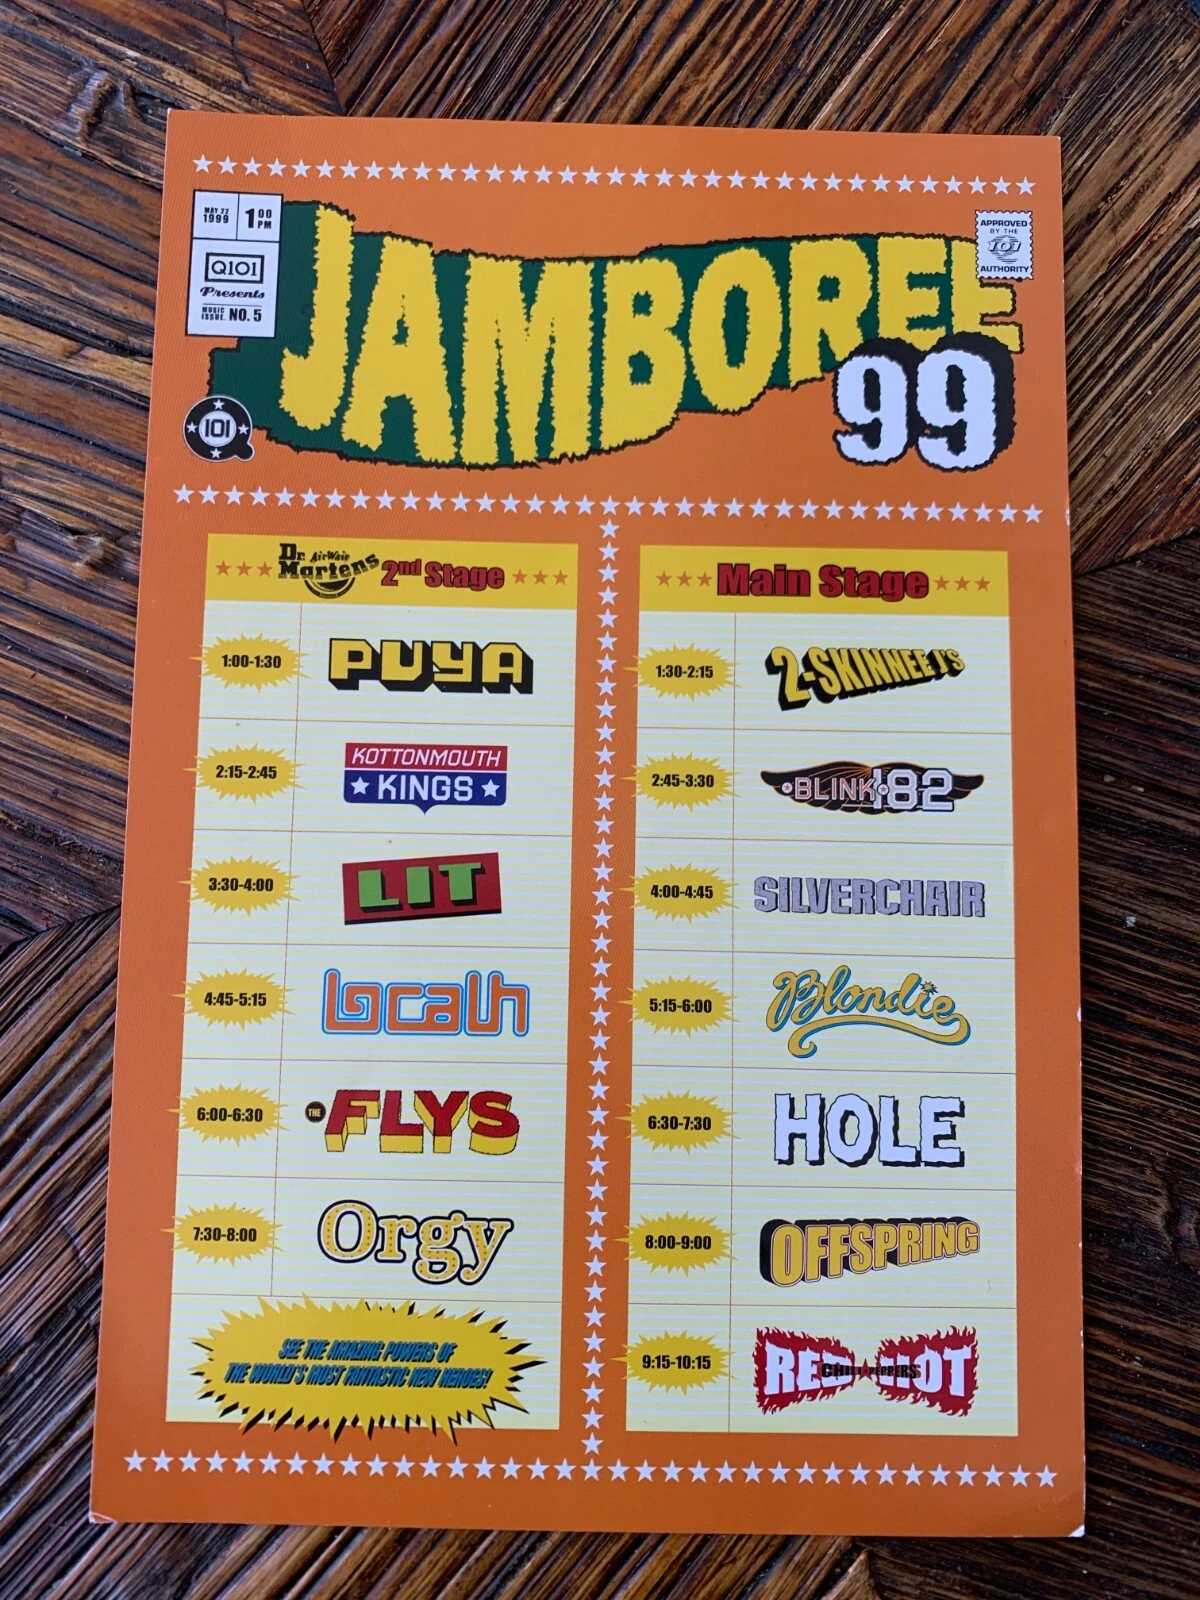 MAY 22
1999
1 00 PM
Q101
Presents
MUSIC ISSUE. NO. 5
JAMBOREE
99
APPROVED
BY THE
101
AUTHORITY
101
Dr. Martens AirWair 2nd Stage
1:00-1:30 PUYA
2:15-2:45 KOTTONMOUTH
KINGS
3:30-4:00 LIT
4:45-5:15 local h
6:00-6:30 THE FLYS
7:30-8:00 Orgy
SEE THE AMAZING POWERS OF
THE WORLD'S MOST FANTASTIC NEW HEROES!
Main Stage
1:30-2:15 2-SKINNEE J'S
2:45-3:30 BLINK 182
4:00-4:45 SILVERCHAIR
5:15-6:00 Blondie
6:30-7:30 HOLE
8:00-9:00 OFFSPRING
9:15-10:15 RED HOT
CHILI PEPPERS